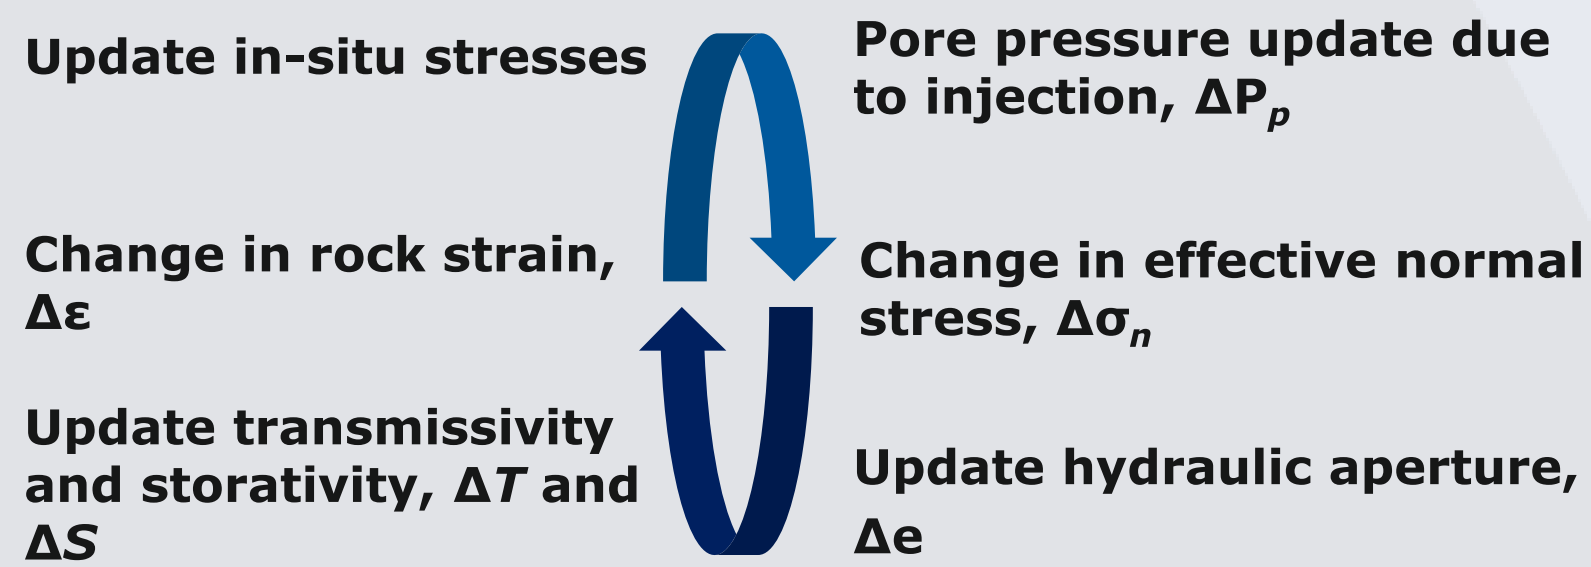 Update in-situ stresses
Pore pressure update due
to injection, ΔPₚ
Change in rock strain,
Δε
Change in effective normal
stress, Δσₙ
Update transmissivity
and storativity, ΔT and
ΔS
Update hydraulic aperture,
Δe